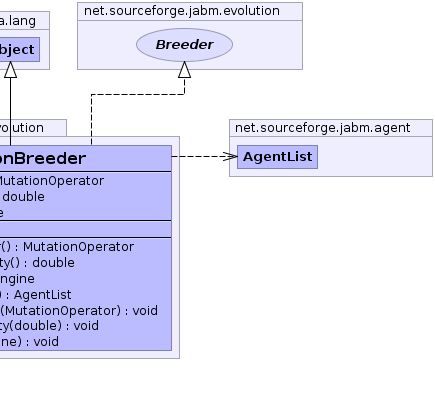 a.lang
bject
net.sourceforge.jabm.evolution
Breeder
volution
net.sourceforge.jabm.agent
AgentList
onBreeder
MutationOperator
double
e
r() : MutationOperator
ty() : double
ngine
) : AgentList
(MutationOperator) : void
ty(double) : void
ne) : void